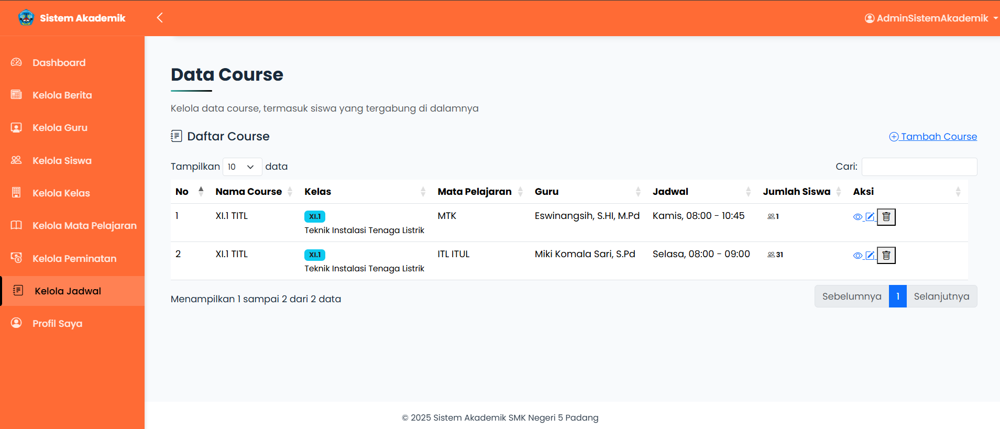 Sistem Akademik
AdminSistemAkademik
Dashboard
Kelola Berita
Kelola Guru
Kelola Siswa
Kelola Kelas
Kelola Mata Pelajaran
Kelola Peminatan
Kelola Jadwal
Profil Saya
Data Course
Kelola data course, termasuk siswa yang tergabung di dalamnya
Daftar Course
Tambah Course
Tampilkan 10 data
Cari:
No Nama Course Kelas Mata Pelajaran Guru Jadwal Jumlah Siswa Aksi
1 XI.1 TITL XI.1 MTK Eswinangsih, S.HI, M.Pd Kamis, 08:00 - 10:45 1
Teknik Instalasi Tenaga Listrik
2 XI.1 TITL XI.1 ITL ITUL Miki Komala Sari, S.Pd Selasa, 08:00 - 09:00 31
Teknik Instalasi Tenaga Listrik
Menampilkan 1 sampai 2 dari 2 data
Sebelumnya 1 Selanjutnya
© 2025 Sistem Akademik SMK Negeri 5 Padang